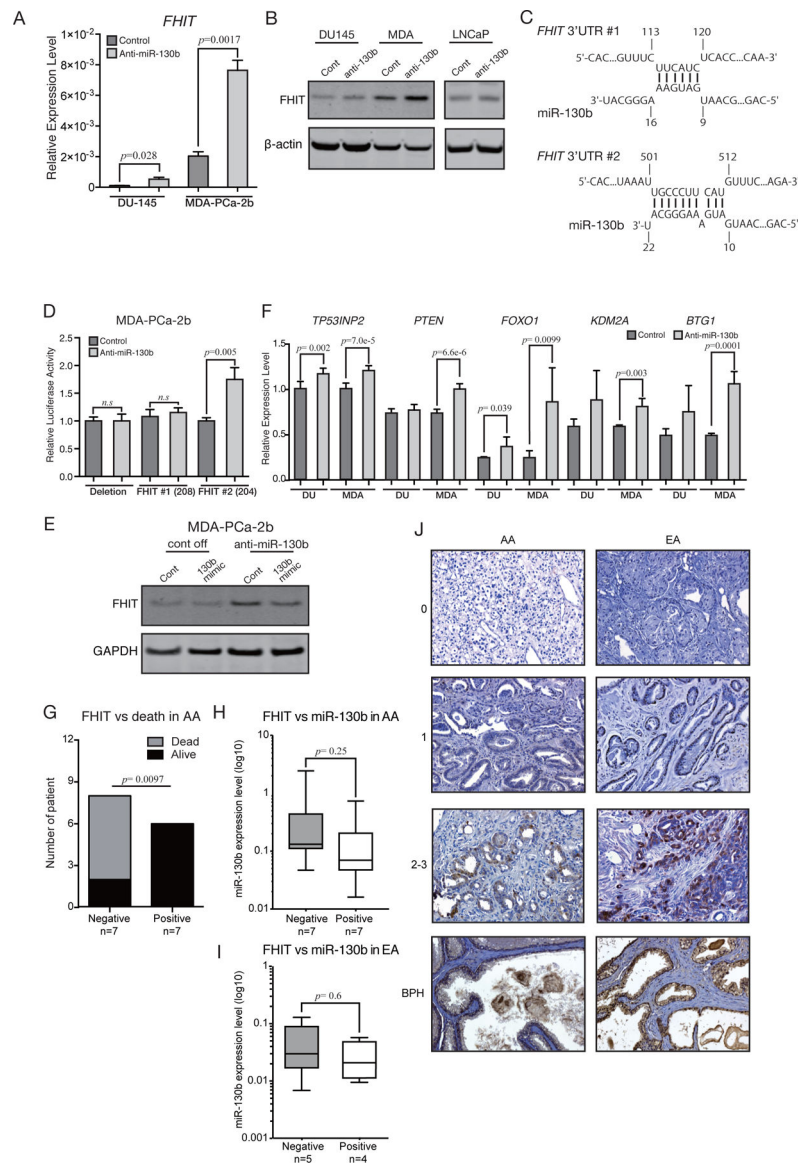 A
FHIT
Control
Anti-miR-130b
p=0.0017
p=0.028
Relative Expression Level
1×10⁻²
8×10⁻³
6×10⁻³
4×10⁻³
2×10⁻³
0
DU-145
MDA-PCa-2b
B
DU145 MDA LNCaP
Cont anti-130b Cont anti-130b Cont anti-130b
FHIT
β-actin
C
FHIT 3'UTR #1
113 120
5'-CAC...GUUUC UCACC...CAA-3'
UUCAUC
AAGUAG
3'-UACGGGA UAACG...GAC-5'
miR-130b
16 9
FHIT 3'UTR #2
501 512
5'-CAC...UAAAU GUUUC...AGA-3'
UGCCCUU CAU
ACGGGAA GUA
miR-130b 3'-U A GUAAC...GAC-5'
22 10
D
MDA-PCa-2b
Control
Anti-miR-130b
p=0.005
n.s
n.s
Relative Luciferase Activity
2.5
2.0
1.5
1.0
0.5
0.0
Deletion FHIT #1 (208) FHIT #2 (204)
F
TP53INP2 PTEN FOXO1 KDM2A BTG1
Control Anti-miR-130b
p= 0.002 p=7.0e-5 p=6.6e-6 p= 0.039 p= 0.0099 p=0.003 p=0.0001
Relative Expression Level
1.5
1.0
0.5
0.0
DU MDA DU MDA DU MDA DU MDA DU MDA
E
MDA-PCa-2b
cont off anti-miR-130b
Cont 130b mimic Cont 130b mimic
FHIT
GAPDH
G
FHIT vs death in AA
Dead
Alive
p= 0.0097
Number of patient
12
9
6
3
0
Negative Positive
n=7 n=7
H
FHIT vs miR-130b in AA
p= 0.25
miR-130b expression level (log10)
10
1
0.1
0.01
Negative Positive
n=7 n=7
I
FHIT vs miR-130b in EA
p= 0.6
miR-130b expression level (log10)
1
0.1
0.01
0.001
Negative Positive
n=5 n=4
J
AA EA
0
1
2-3
BPH